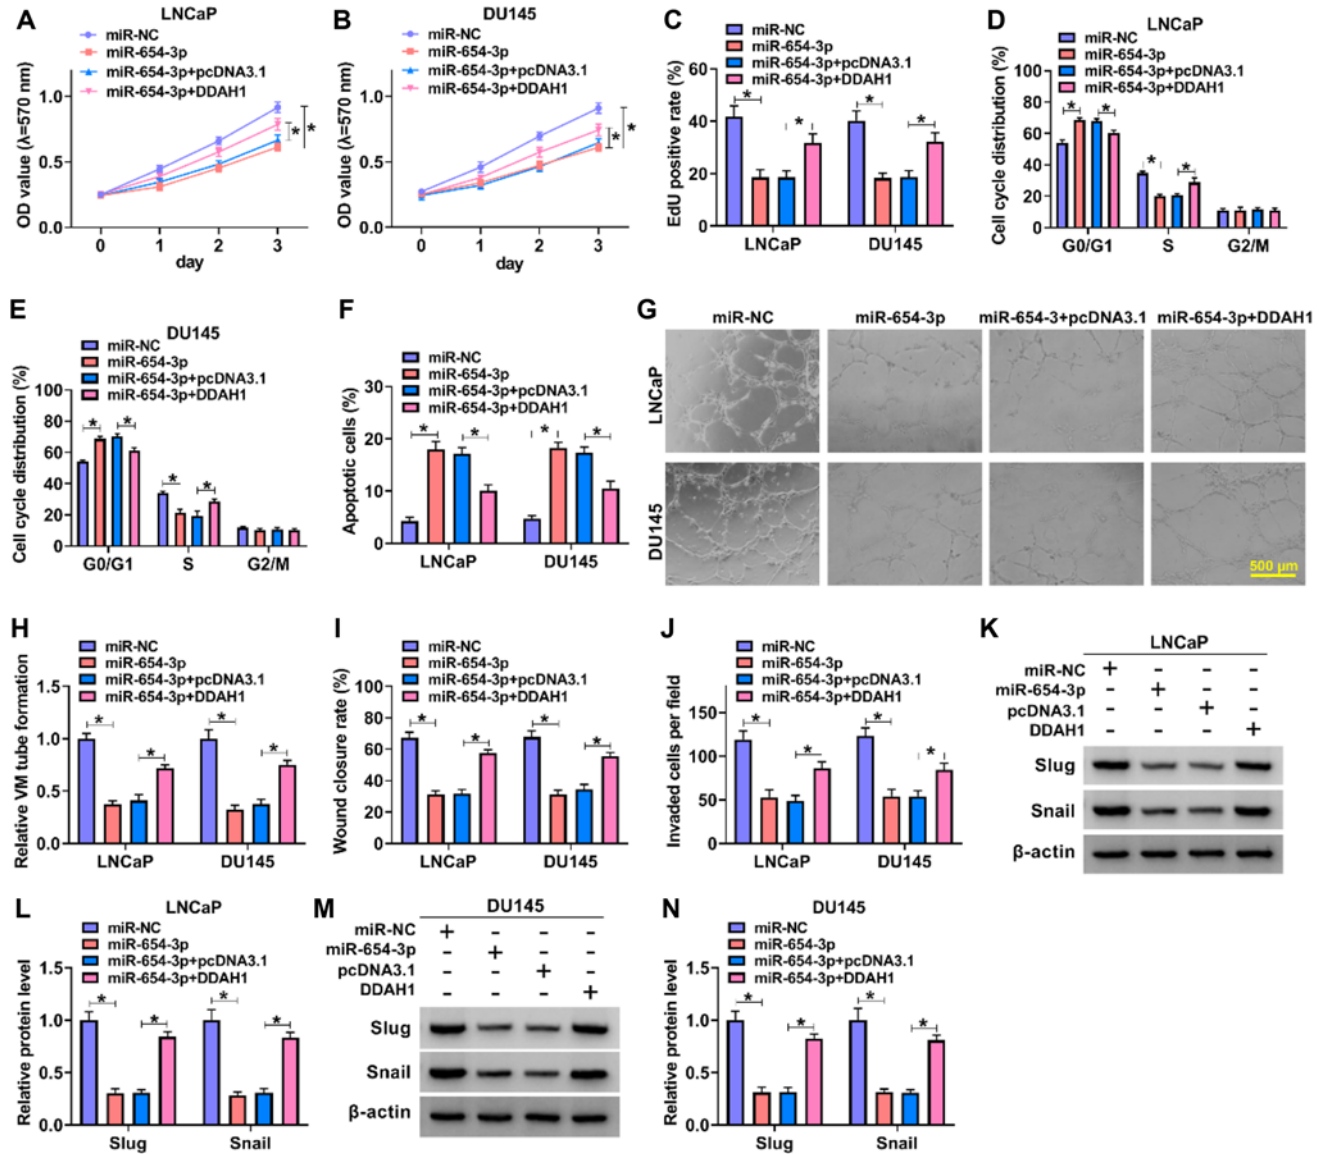 A
LNCaP
miR-NC
miR-654-3p
miR-654-3p+pcDNA3.1
miR-654-3p+DDAH1
OD value (λ=570 nm)
1.0
0.5
0.0
0 1 2 3
day
*
*
B
DU145
miR-NC
miR-654-3p
miR-654-3p+pcDNA3.1
miR-654-3p+DDAH1
OD value (λ=570 nm)
1.0
0.5
0.0
0 1 2 3
day
*
*
C
miR-NC
miR-654-3p
miR-654-3p+pcDNA3.1
miR-654-3p+DDAH1
EdU positive rate (%)
60
40
20
0
* * * *
LNCaP DU145
D
LNCaP
miR-NC
miR-654-3p
miR-654-3p+pcDNA3.1
miR-654-3p+DDAH1
Cell cycle distribution (%)
100
80
60
40
20
0
* * * *
G0/G1 S G2/M
E
DU145
miR-NC
miR-654-3p
miR-654-3p+pcDNA3.1
miR-654-3p+DDAH1
Cell cycle distribution (%)
100
80
60
40
20
0
* * * *
G0/G1 S G2/M
F
miR-NC
miR-654-3p
miR-654-3p+pcDNA3.1
miR-654-3p+DDAH1
Apoptotic cells (%)
30
20
10
0
* * * *
LNCaP DU145
G
miR-NC miR-654-3p miR-654-3+pcDNA3.1 miR-654-3p+DDAH1
LNCaP
DU145
500 µm
H
miR-NC
miR-654-3p
miR-654-3p+pcDNA3.1
miR-654-3p+DDAH1
Relative VM tube formation
1.5
1.0
0.5
0.0
* * * *
LNCaP DU145
I
miR-NC
miR-654-3p
miR-654-3p+pcDNA3.1
miR-654-3p+DDAH1
Wound closure rate (%)
100
80
60
40
20
0
* * * *
LNCaP DU145
J
miR-NC
miR-654-3p
miR-654-3p+pcDNA3.1
miR-654-3p+DDAH1
Invaded cells per field
150
100
50
0
* * * *
LNCaP DU145
K
LNCaP
miR-NC + - - -
miR-654-3p - + - -
pcDNA3.1 - - + -
DDAH1 - - - +
Slug
Snail
β-actin
L
LNCaP
miR-NC
miR-654-3p
miR-654-3p+pcDNA3.1
miR-654-3p+DDAH1
Relative protein level
1.5
1.0
0.5
0.0
* * * *
Slug Snail
M
DU145
miR-NC + - - -
miR-654-3p - + - -
pcDNA3.1 - - + -
DDAH1 - - - +
Slug
Snail
β-actin
N
DU145
miR-NC
miR-654-3p
miR-654-3p+pcDNA3.1
miR-654-3p+DDAH1
Relative protein level
1.5
1.0
0.5
0.0
* * * *
Slug Snail